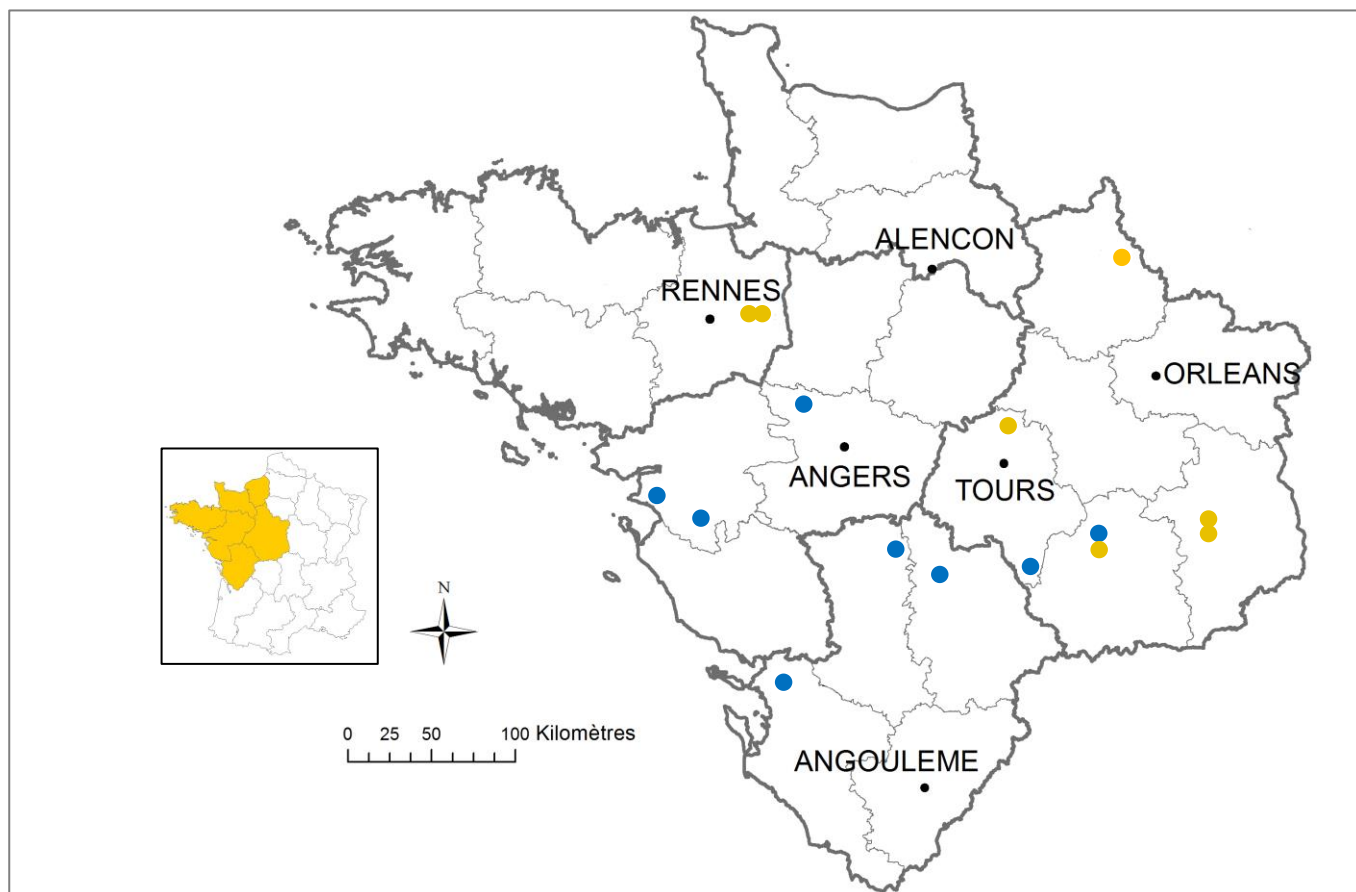 ALENCON
RENNES
ORLEANS
ANGERS
TOURS
N
0 25 50 100 Kilomètres
ANGOULEME